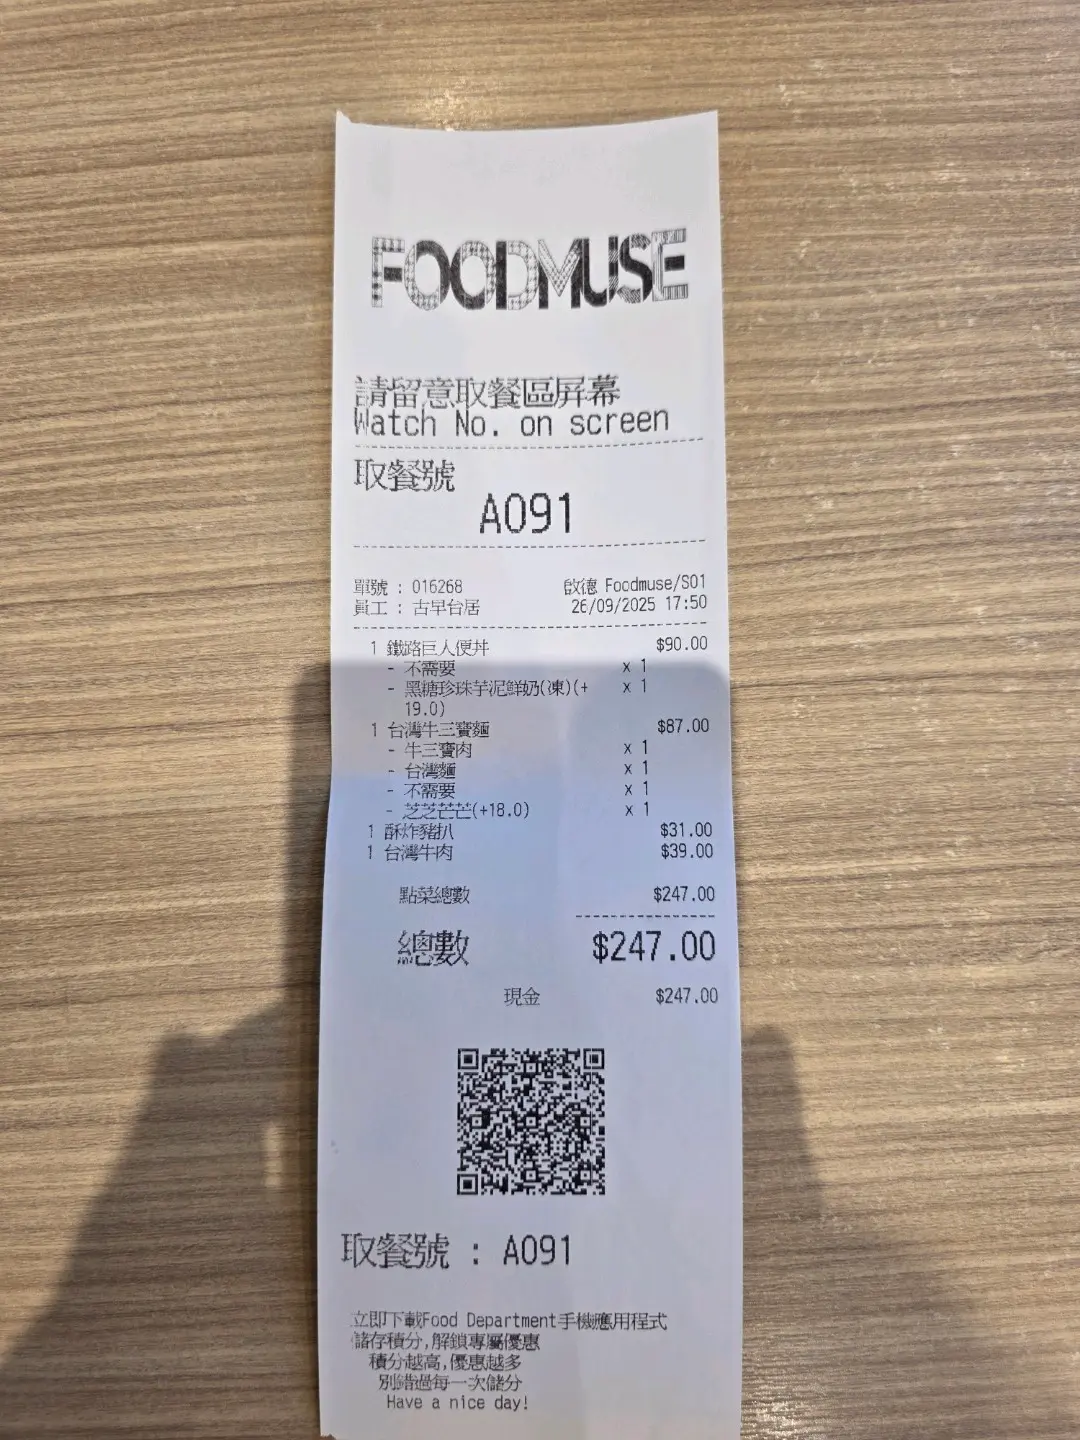 FOODMUSE
請留意取餐區屏幕
Watch No. on screen
取餐號
A091
單號 : 016268 啟德 Foodmuse/S01
員工 : 古早台居 26/09/2025 17:50
1 鐵路巨人便丼 $90.00
- 不需要 x 1
- 黑糖珍珠芋泥鮮奶(凍)(+ x 1
19.0)
1 台灣牛三寶麵 $87.00
- 牛三寶肉 x 1
- 台灣麵 x 1
- 不需要 x 1
- 芝芝芒芒(+18.0) x 1
1 酥炸豬扒 $31.00
1 台灣牛肉 $39.00
點菜總數 $247.00
總數 $247.00
現金 $247.00
取餐號 : A091
立即下載Food Department手機應用程式
儲存積分,解鎖專屬優惠
積分越高,優惠越多
別錯過每一次儲分
Have a nice day!